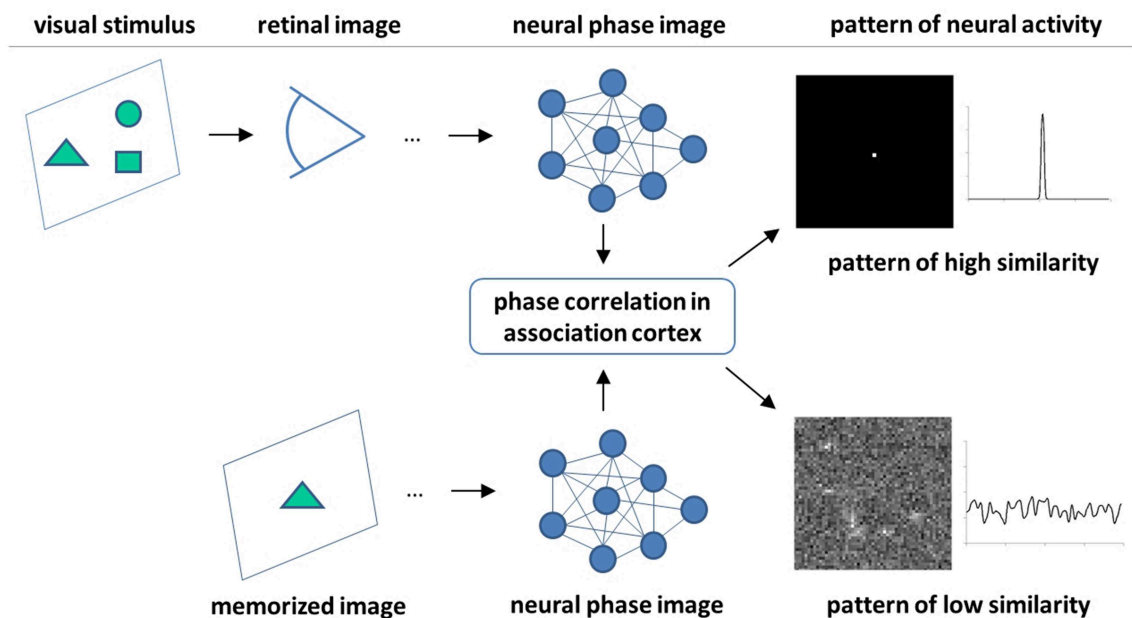 visual stimulus
retinal image
neural phase image
pattern of neural activity
...
pattern of high similarity
phase correlation in
association cortex
...
memorized image
neural phase image
pattern of low similarity